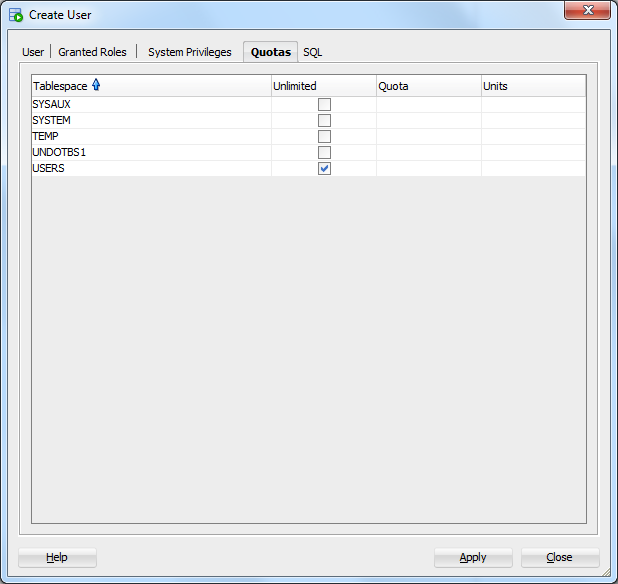 Create User
User Granted Roles System Privileges Quotas SQL
Tablespace Unlimited Quota Units
SYSAUX
SYSTEM
TEMP
UNDOTBS1
USERS
Help Apply Close